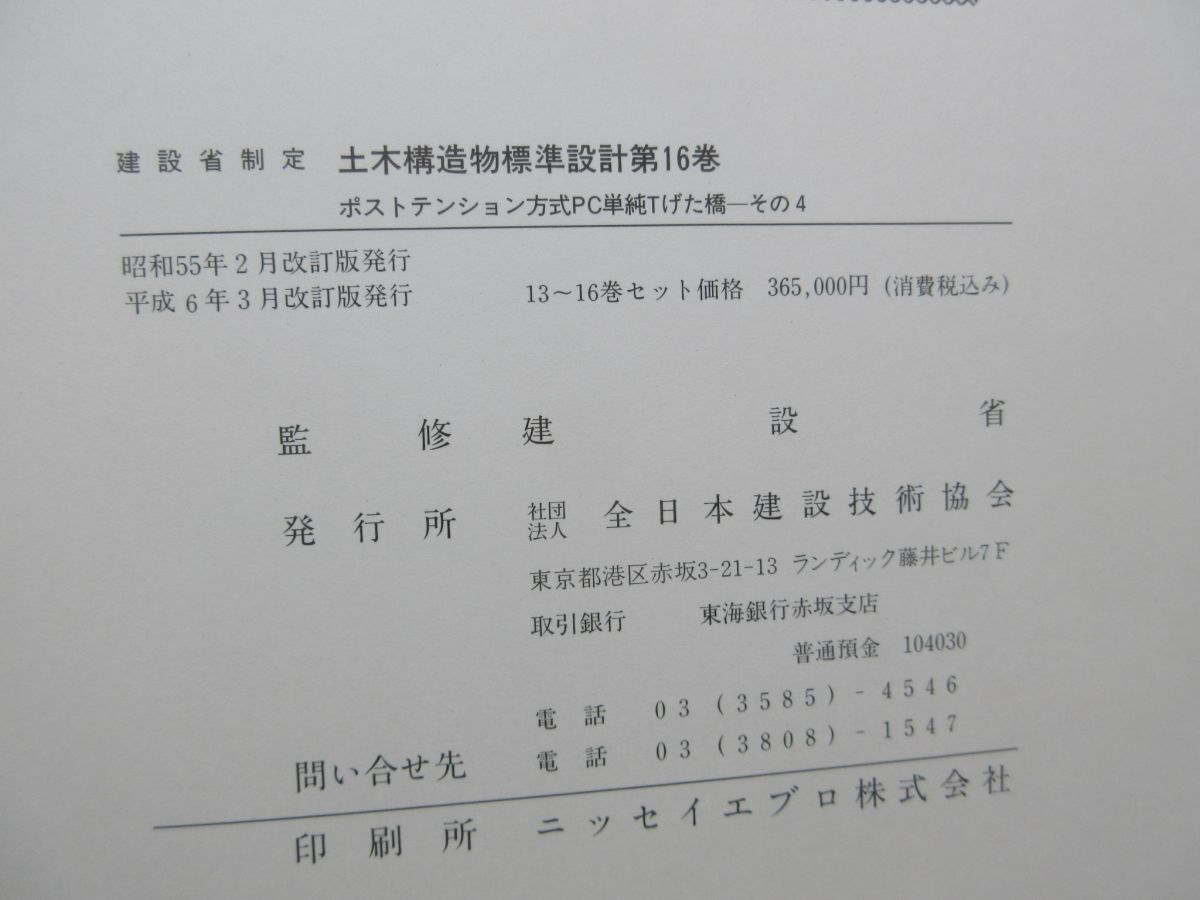 建設省制定 土木構造物標準設計第16巻
ポストテンション方式PC単純Tげた橋—その4
昭和55年2月改訂版発行
平成6年3月改訂版発行 13～16巻セット価格 365,000円 (消費税込み)
監修 建設省
発行所 社団法人 全日本建設技術協会
東京都港区赤坂3-21-13 ランディック藤井ビル7F
取引銀行 東海銀行赤坂支店
普通預金 104030
電話 03 (3585) - 4546
問い合せ先 電話 03 (3808) - 1547
印刷所 ニッセイエブロ株式会社